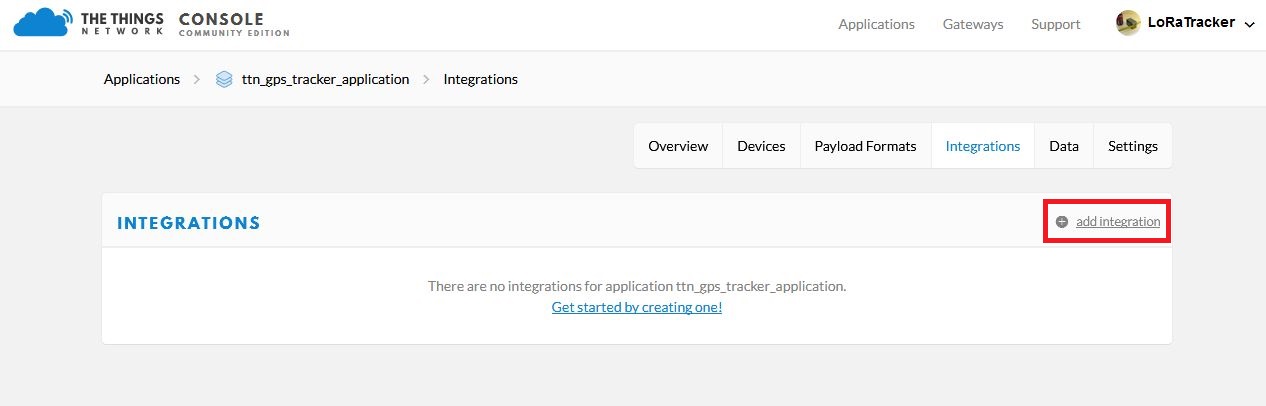 THE THINGS
NETWORK
CONSOLE
COMMUNITY EDITION
Applications
Gateways
Support
LoRaTracker
Applications
ttn_gps_tracker_application
Integrations
Overview
Devices
Payload Formats
Integrations
Data
Settings
INTEGRATIONS
add integration
There are no integrations for application ttn_gps_tracker_application.
Get started by creating one!